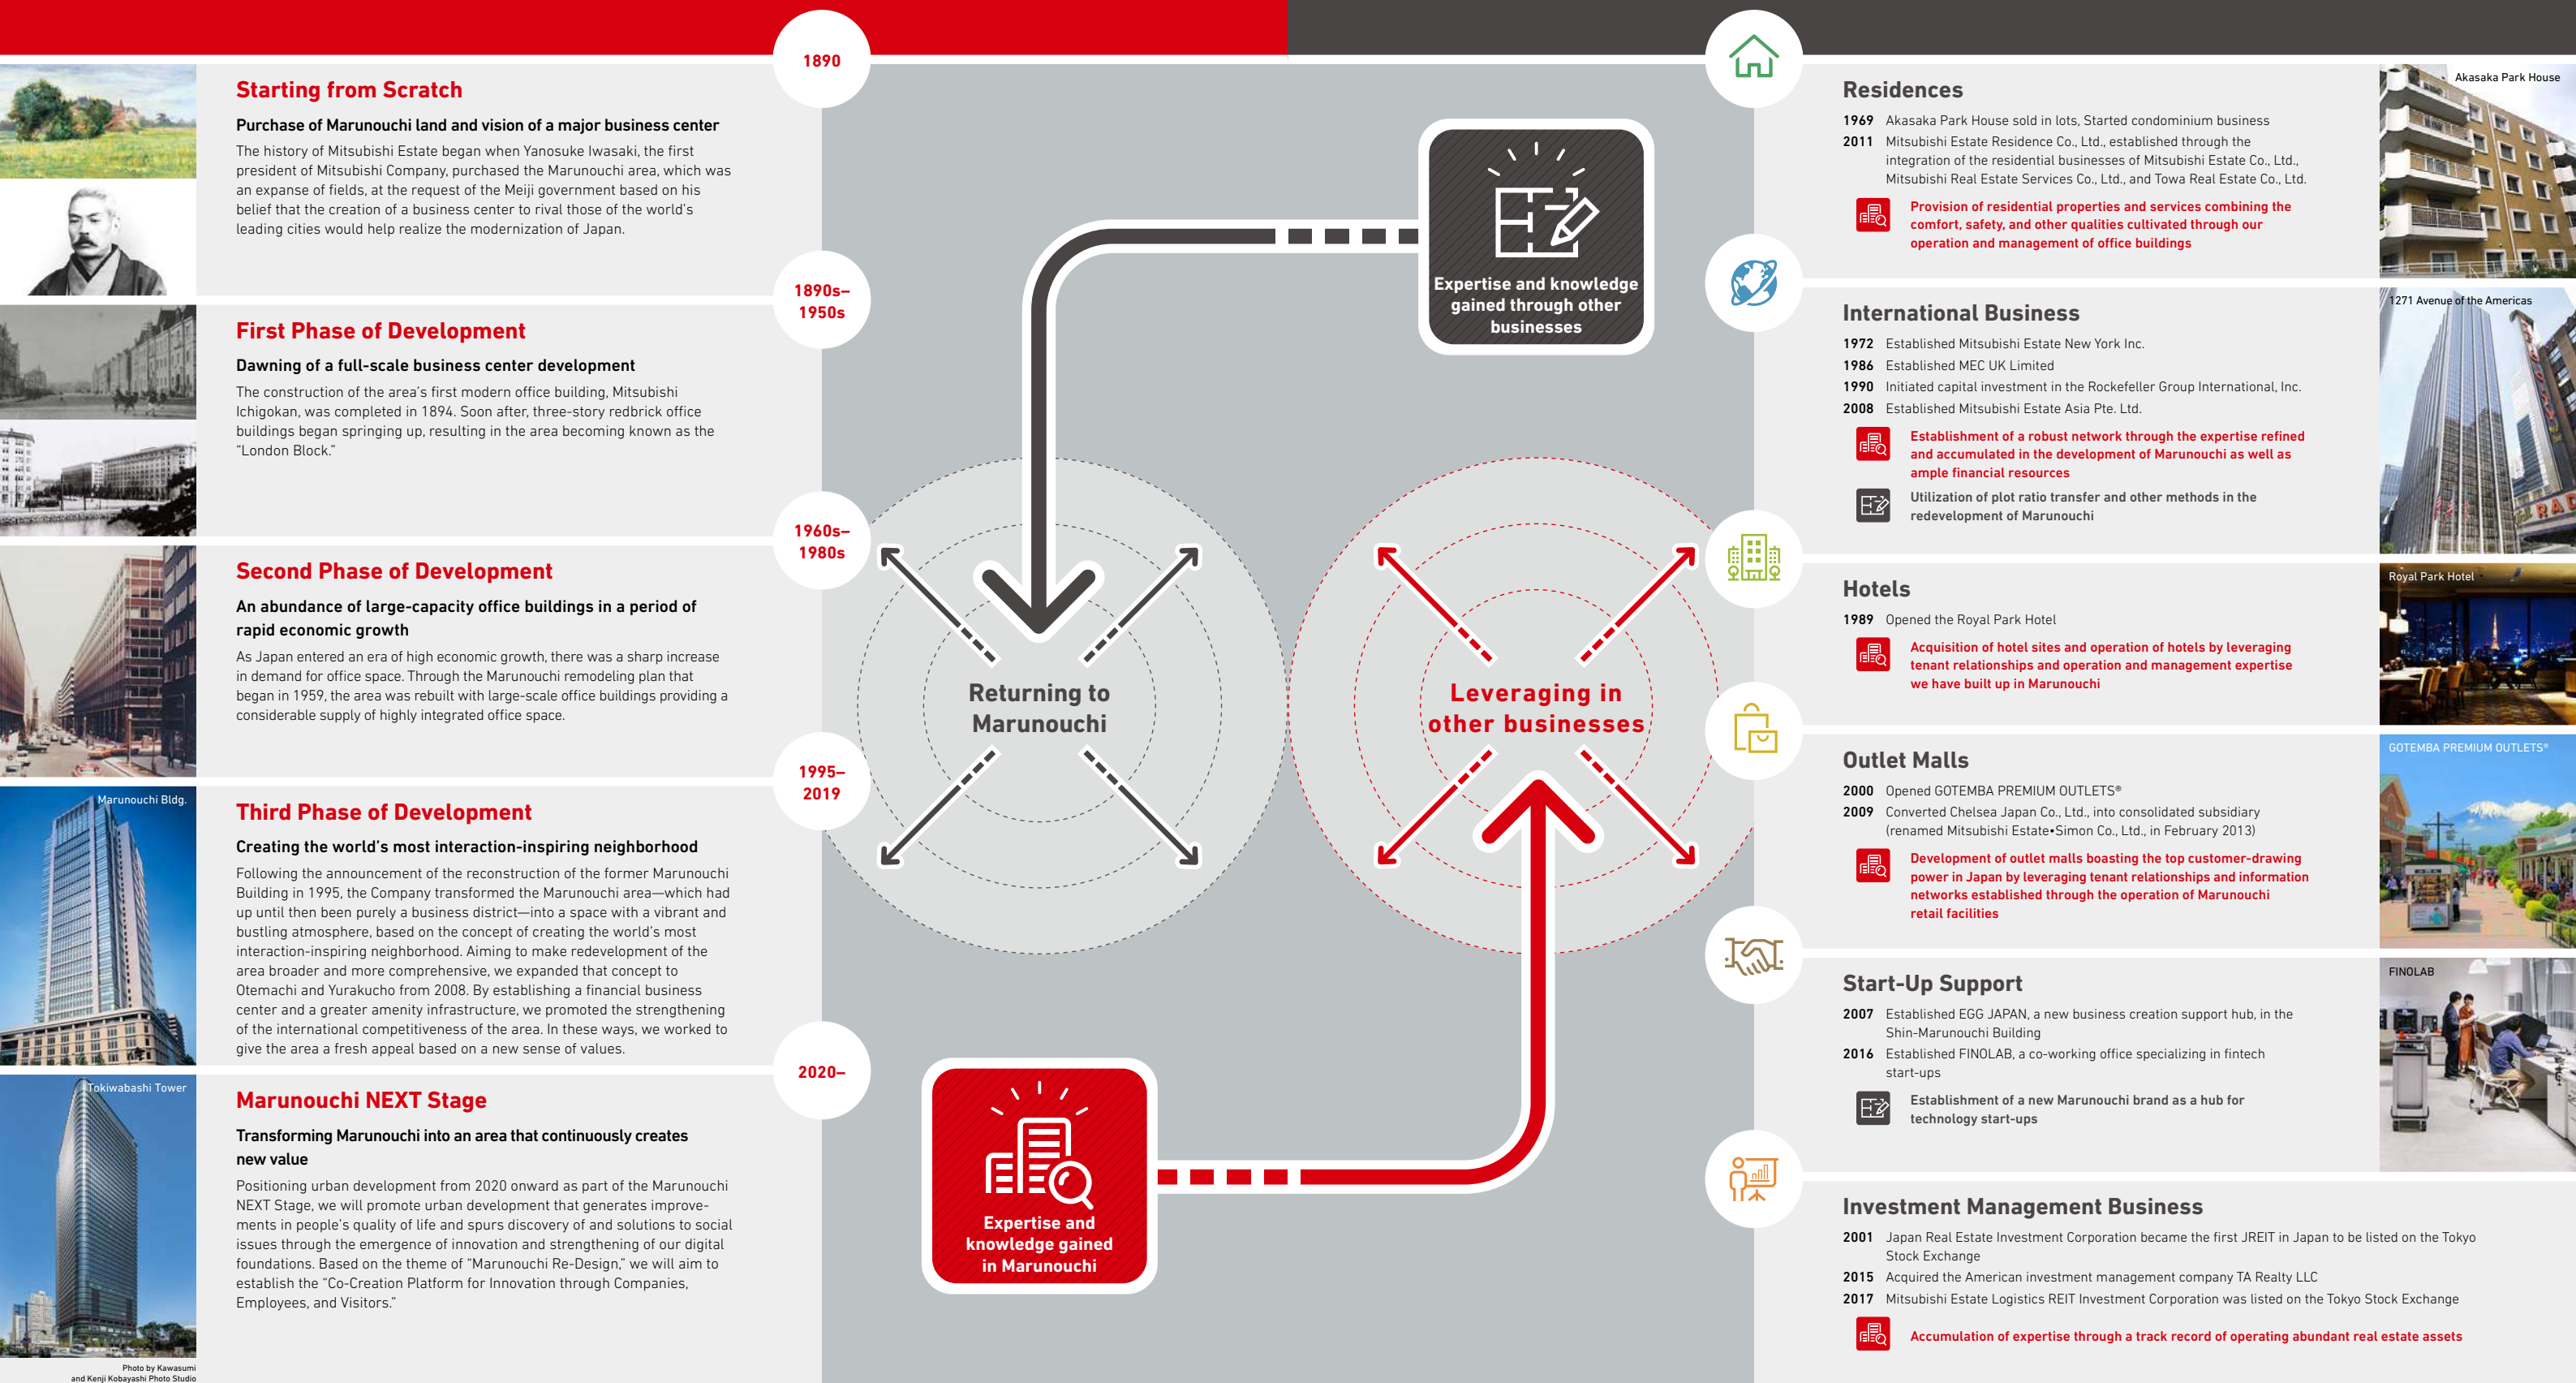 1890
Starting from Scratch
Purchase of Marunouchi land and vision of a major business center
The history of Mitsubishi Estate began when Yanosuke Iwasaki, the first
president of Mitsubishi Company, purchased the Marunouchi area, which was
an expanse of fields, at the request of the Meiji government based on his
belief that the creation of a business center to rival those of the world's
leading cities would help realize the modernization of Japan.
1890s–
1950s
First Phase of Development
Dawning of a full-scale business center development
The construction of the area's first modern office building, Mitsubishi
Ichigokan, was completed in 1894. Soon after, three-story redbrick office
buildings began springing up, resulting in the area becoming known as the
"London Block."
1960s–
1980s
Second Phase of Development
An abundance of large-capacity office buildings in a period of
rapid economic growth
As Japan entered an era of high economic growth, there was a sharp increase
in demand for office space. Through the Marunouchi remodeling plan that
began in 1959, the area was rebuilt with large-scale office buildings providing a
considerable supply of highly integrated office space.
1995–
2019
Marunouchi Bldg.
Third Phase of Development
Creating the world's most interaction-inspiring neighborhood
Following the announcement of the reconstruction of the former Marunouchi
Building in 1995, the Company transformed the Marunouchi area—which had
up until then been purely a business district—into a space with a vibrant and
bustling atmosphere, based on the concept of creating the world's most
interaction-inspiring neighborhood. Aiming to make redevelopment of the
area broader and more comprehensive, we expanded that concept to
Otemachi and Yurakucho from 2008. By establishing a financial business
center and a greater amenity infrastructure, we promoted the strengthening
of the international competitiveness of the area. In these ways, we worked to
give the area a fresh appeal based on a new sense of values.
2020–
Tokiwabashi Tower
Marunouchi NEXT Stage
Transforming Marunouchi into an area that continuously creates
new value
Positioning urban development from 2020 onward as part of the Marunouchi
NEXT Stage, we will promote urban development that generates improve-
ments in people's quality of life and spurs discovery of and solutions to social
issues through the emergence of innovation and strengthening of our digital
foundations. Based on the theme of "Marunouchi Re-Design," we will aim to
establish the "Co-Creation Platform for Innovation through Companies,
Employees, and Visitors."
Photo by Kawasumi
and Kenji Kobayashi Photo Studio
Expertise and knowledge
gained through other
businesses
Returning to
Marunouchi
Leveraging in
other businesses
Expertise and
knowledge gained
in Marunouchi
Residences
1969 Akasaka Park House sold in lots, Started condominium business
2011 Mitsubishi Estate Residence Co., Ltd., established through the
integration of the residential businesses of Mitsubishi Estate Co., Ltd.,
Mitsubishi Real Estate Services Co., Ltd., and Towa Real Estate Co., Ltd.
Provision of residential properties and services combining the
comfort, safety, and other qualities cultivated through our
operation and management of office buildings
Akasaka Park House
International Business
1972 Established Mitsubishi Estate New York Inc.
1986 Established MEC UK Limited
1990 Initiated capital investment in the Rockefeller Group International, Inc.
2008 Established Mitsubishi Estate Asia Pte. Ltd.
Establishment of a robust network through the expertise refined
and accumulated in the development of Marunouchi as well as
ample financial resources
Utilization of plot ratio transfer and other methods in the
redevelopment of Marunouchi
1271 Avenue of the Americas
RAD
Hotels
1989 Opened the Royal Park Hotel
Acquisition of hotel sites and operation of hotels by leveraging
tenant relationships and operation and management expertise
we have built up in Marunouchi
Royal Park Hotel
Outlet Malls
2000 Opened GOTEMBA PREMIUM OUTLETS®
2009 Converted Chelsea Japan Co., Ltd., into consolidated subsidiary
(renamed Mitsubishi Estate•Simon Co., Ltd., in February 2013)
Development of outlet malls boasting the top customer-drawing
power in Japan by leveraging tenant relationships and information
networks established through the operation of Marunouchi
retail facilities
GOTEMBA PREMIUM OUTLETS®
Start-Up Support
2007 Established EGG JAPAN, a new business creation support hub, in the
Shin-Marunouchi Building
2016 Established FINOLAB, a co-working office specializing in fintech
start-ups
Establishment of a new Marunouchi brand as a hub for
technology start-ups
FINOLAB
Investment Management Business
2001 Japan Real Estate Investment Corporation became the first JREIT in Japan to be listed on the Tokyo
Stock Exchange
2015 Acquired the American investment management company TA Realty LLC
2017 Mitsubishi Estate Logistics REIT Investment Corporation was listed on the Tokyo Stock Exchange
Accumulation of expertise through a track record of operating abundant real estate assets